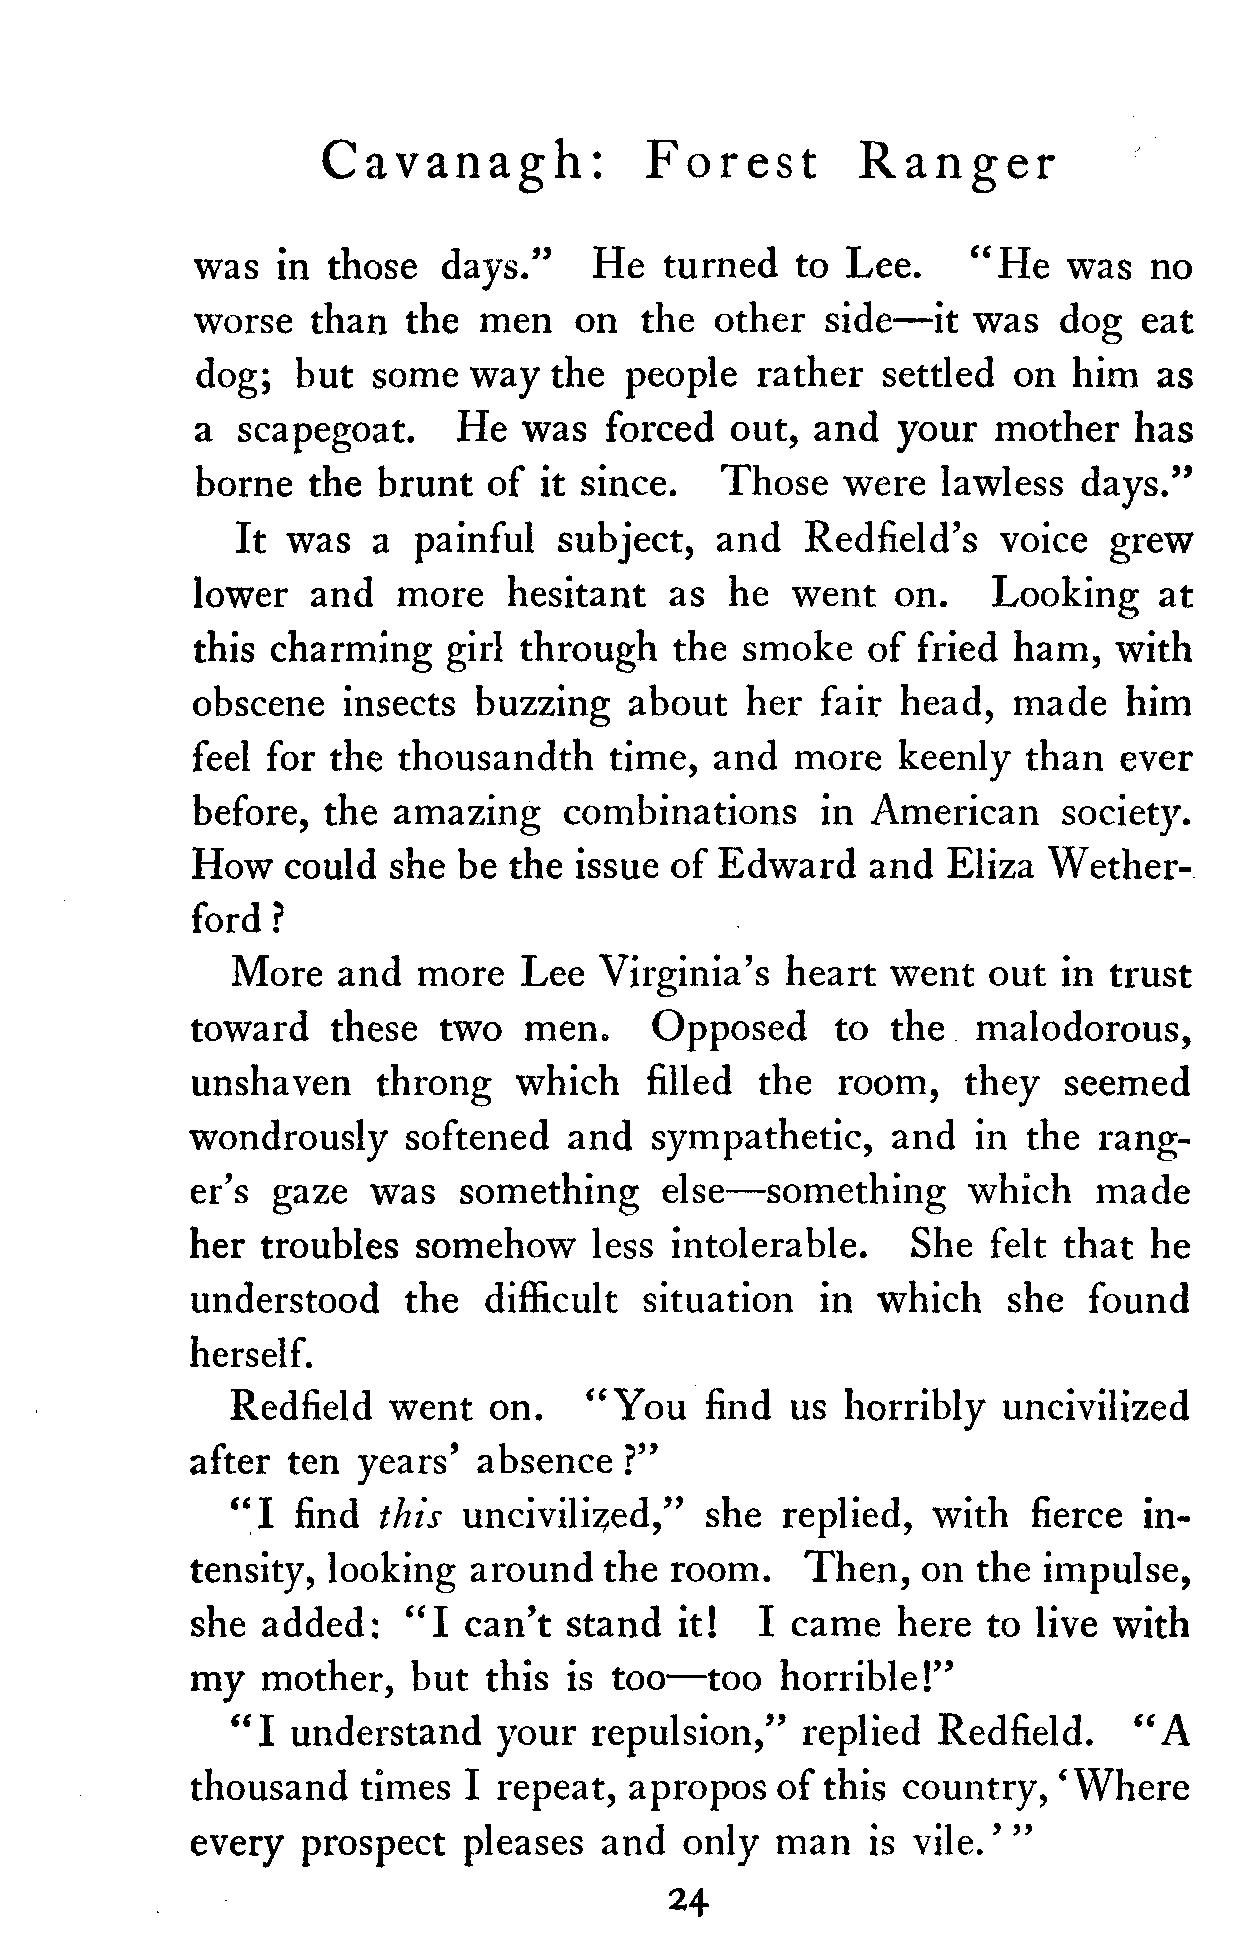 Cavanagh: Forest Ranger
was in those days.” He turned to Lee. “He was no
worse than the men on the other side—it was dog eat
dog; but some way the people rather settled on him as
a scapegoat. He was forced out, and your mother has
borne the brunt of it since. Those were lawless days.”
It was a painful subject, and Redfield’s voice grew
lower and more hesitant as he went on. Looking at
this charming girl through the smoke of fried ham, with
obscene insects buzzing about her fair head, made him
feel for the thousandth time, and more keenly than ever
before, the amazing combinations in American society.
How could she be the issue of Edward and Eliza Wether-
ford?
More and more Lee Virginia’s heart went out in trust
toward these two men. Opposed to the malodorous,
unshaven throng which filled the room, they seemed
wondrously softened and sympathetic, and in the rang-
er’s gaze was something else—something which made
her troubles somehow less intolerable. She felt that he
understood the difficult situation in which she found
herself.
Redfield went on. “You find us horribly uncivilized
after ten years’ absence?”
“I find this uncivilized,” she replied, with fierce in-
tensity, looking around the room. Then, on the impulse,
she added: “I can’t stand it! I came here to live with
my mother, but this is too—too horrible!”
“I understand your repulsion,” replied Redfield. “A
thousand times I repeat, apropos of this country, ‘Where
every prospect pleases and only man is vile.’”
24